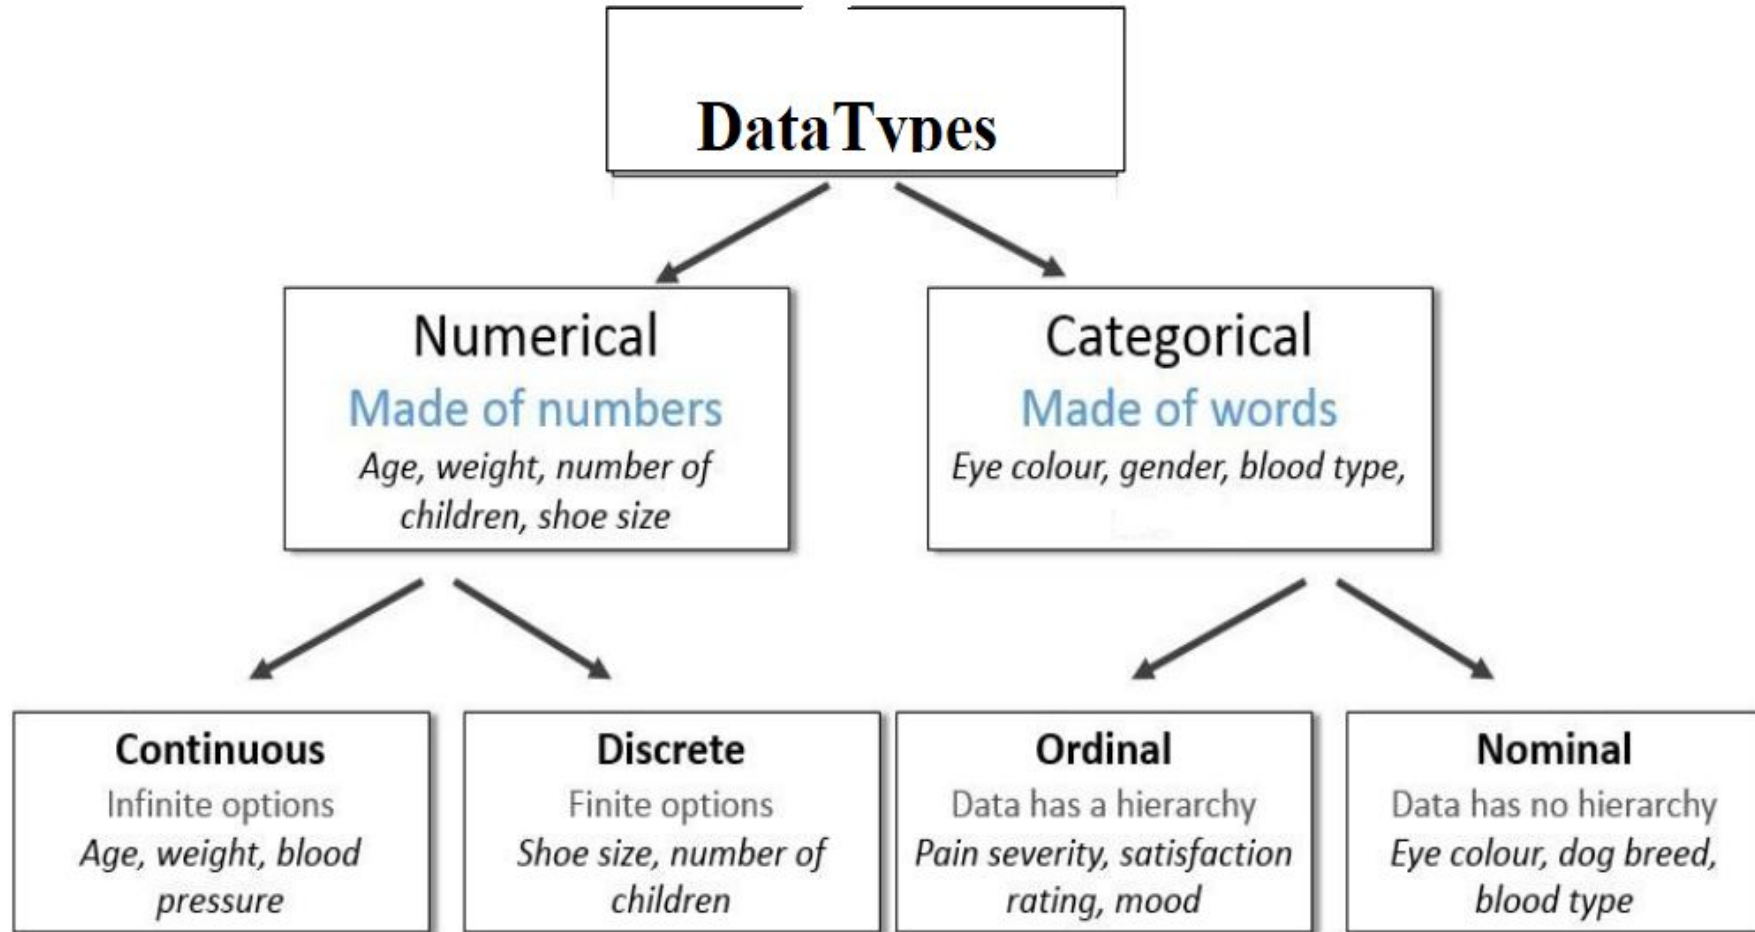 DataTypes
Numerical
Made of numbers
Age, weight, number of
children, shoe size
Categorical
Made of words
Eye colour, gender, blood type,
Continuous
Infinite options
Age, weight, blood
pressure
Discrete
Finite options
Shoe size, number of
children
Ordinal
Data has a hierarchy
Pain severity, satisfaction
rating, mood
Nominal
Data has no hierarchy
Eye colour, dog breed,
blood type